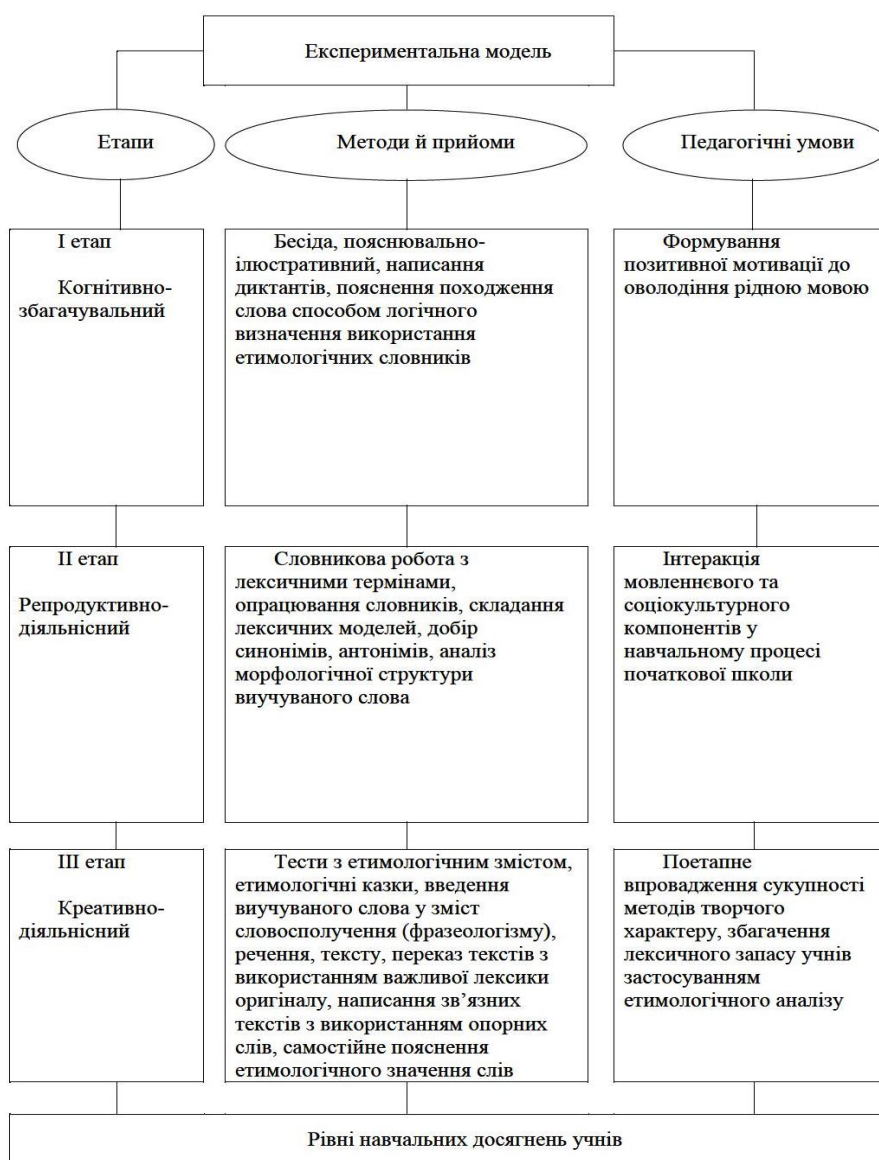 Експериментальна модель
Етапи
Методи й прийоми
Педагогічні умови
І етап
Когнітивно-
збагачувальний
Бесіда, пояснювально-
ілюстративний, написання
диктантів, пояснення походження
слова способом логічного
визначення використання
етимологічних словників
Формування
позитивної мотивації до
оволодіння рідною мовою
ІІ етап
Репродуктивно-
діяльнісний
Словникова робота з
лексичними термінами,
опрацювання словників, складання
лексичних моделей, добір
синонімів, антонімів, аналіз
морфологічної структури
виучуваного слова
Інтеракція
мовленнєвого та
соціокультурного
компонентів у
навчальному процесі
початкової школи
ІІІ етап
Креативно-
діяльнісний
Тести з етимологічним змістом,
етимологічні казки, введення
виучуваного слова у зміст
словосполучення (фразеологізму),
речення, тексту, переказ текстів з
використанням важливої лексики
оригіналу, написання зв’язних
текстів з використанням опорних
слів, самостійне пояснення
етимологічного значення слів
Поетапне
впровадження сукупності
методів творчого
характеру, збагачення
лексичного запасу учнів
застосуванням
етимологічного аналізу
Рівні навчальних досягнень учнів